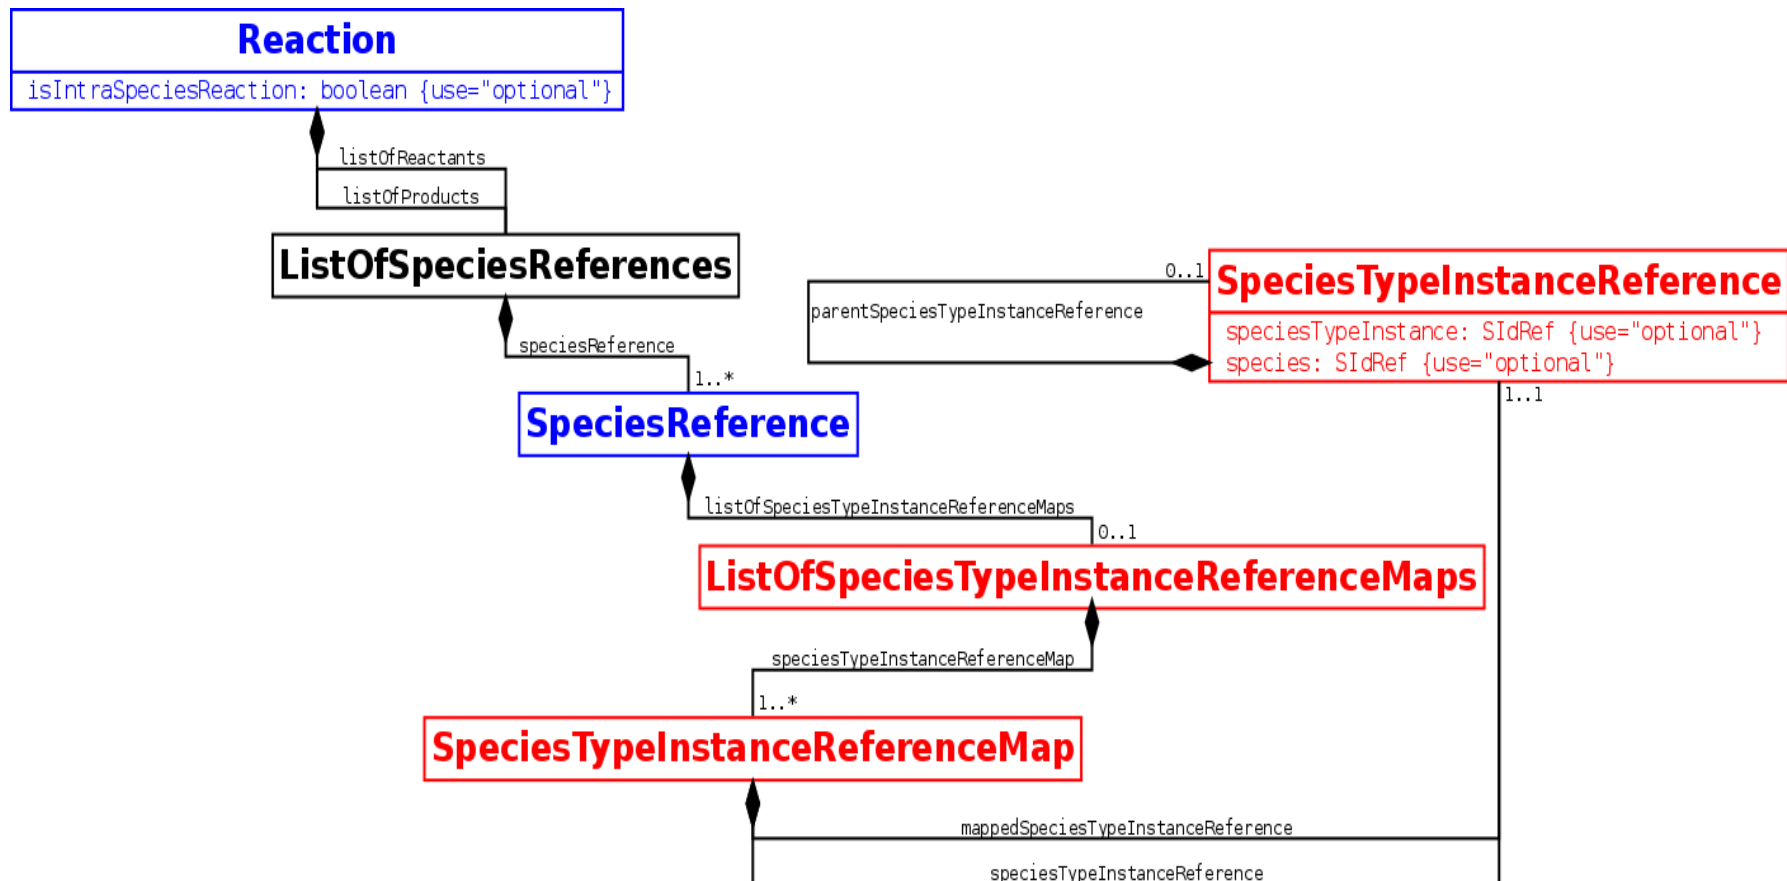 Reaction
isIntraSpeciesReaction: boolean {use="optional"}
listOfReactants
listOfProducts
ListOfSpeciesReferences
speciesReference
1..*
SpeciesReference
0..1
parentSpeciesTypeInstanceReference
SpeciesTypeInstanceReference
speciesTypeInstance: SIdRef {use="optional"}
species: SIdRef {use="optional"}
1..1
listOfSpeciesTypeInstanceReferenceMaps
0..1
ListOfSpeciesTypeInstanceReferenceMaps
speciesTypeInstanceReferenceMap
1..*
SpeciesTypeInstanceReferenceMap
mappedSpeciesTypeInstanceReference
speciesTypeInstanceReference